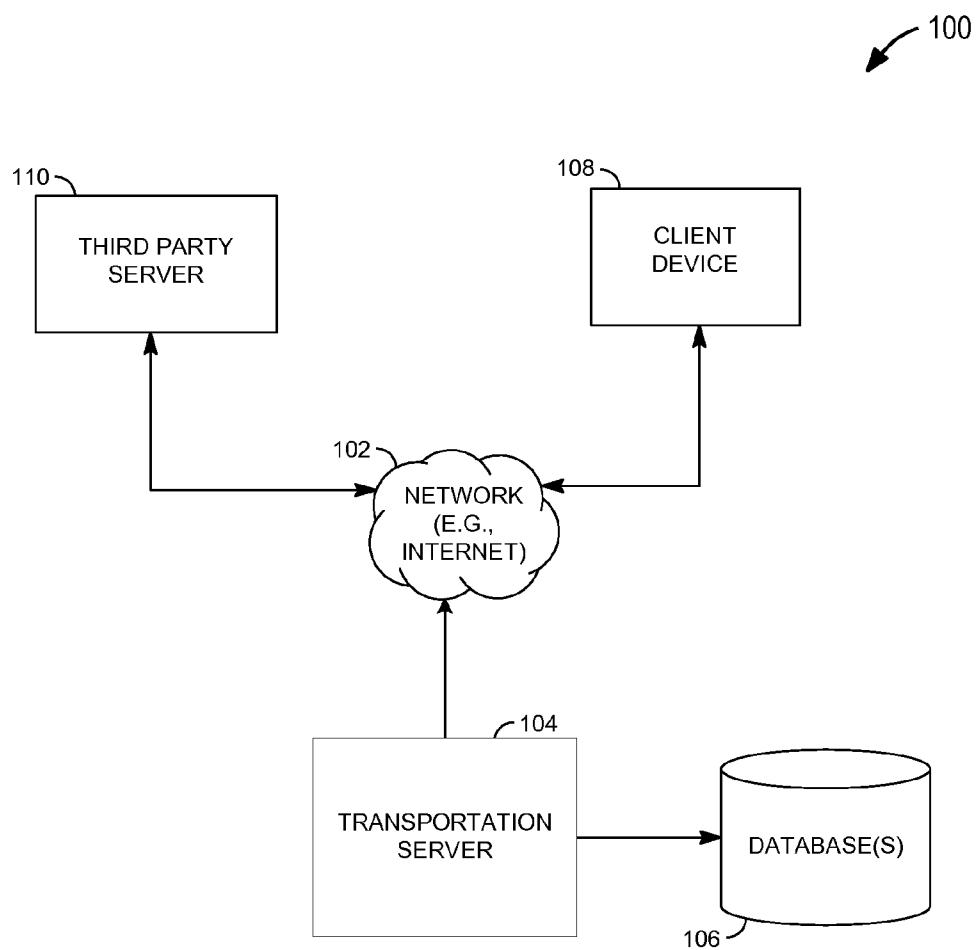 100
110
THIRD PARTY
SERVER
108
CLIENT
DEVICE
102
NETWORK
(E.G.,
INTERNET)
104
TRANSPORTATION
SERVER
DATABASE(S)
106